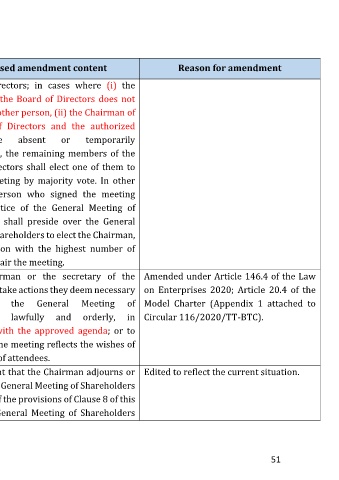 sed amendment content
Reason for amendment
rectors; in cases where (i) the
the Board of Directors does not
other person, (ii) the Chairman of
f Directors and the authorized
e absent or temporarily
, the remaining members of the
ectors shall elect one of them to
eting by majority vote. In other
erson who signed the meeting
tice of the General Meeting of
shall preside over the General
areholders to elect the Chairman,
on with the highest number of
air the meeting.
rman or the secretary of the
take actions they deem necessary
the General Meeting of
lawfully and orderly, in
with the approved agenda; or to
he meeting reflects the wishes of
of attendees.
Amended under Article 146.4 of the Law
on Enterprises 2020; Article 20.4 of the
Model Charter (Appendix 1 attached to
Circular 116/2020/TT-BTC).
nt that the Chairman adjourns or
General Meeting of Shareholders
f the provisions of Clause 8 of this
General Meeting of Shareholders
Edited to reflect the current situation.
51